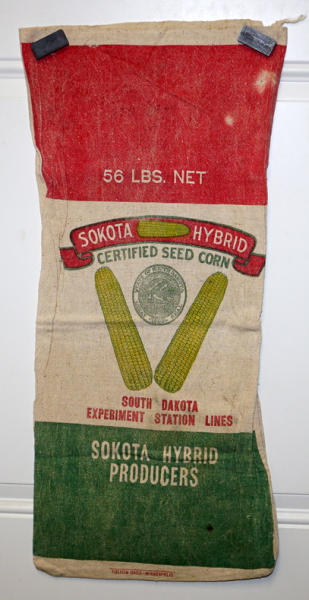 56 LBS. NET
SOKOTA HYBRID
CERTIFIED SEED CORN
SOUTH DAKOTA
EXPERIMENT STATION LINES
SOKOTA HYBRID
PRODUCERS